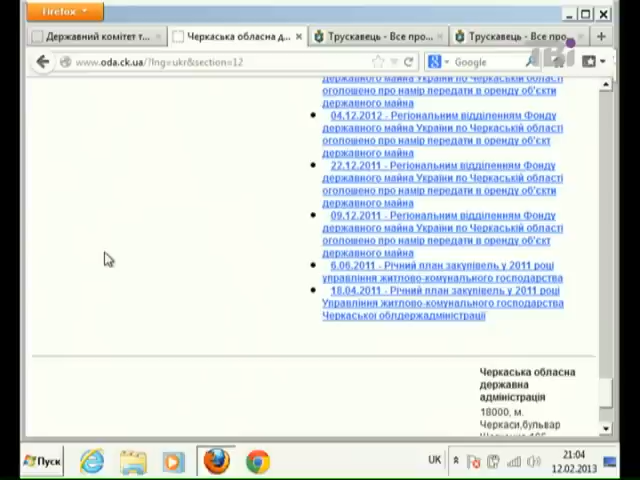 Firefox
Державний комітет т...
Черкаська обласна д...
Трускавець - Все про...
Трускавець - Все про...
ТВі
www.oda.ck.ua/?lng=ukr&section=12
Google
державного майна України по Черкаській області
оголошено про намір передати в оренду об'єкти
державного майна
04.12.2012 - Регіональним відділенням Фонду
державного майна України по Черкаській області
оголошено про намір передати в оренду об'єкт
державного майна
22.12.2011 - Регіональним відділенням Фонду
державного майна України по Черкаській області
оголошено про намір передати в оренду об'єкти
державного майна
09.12.2011 - Регіональним відділенням Фонду
державного майна України по Черкаській області
оголошено про намір передати в оренду об'єкт
державного майна
6.06.2011 - Річний план закупівель у 2011 році
управління житлово-комунального господарства
18.04.2011 - Річний план закупівель у 2011 році
Управління житлово-комунального господарства
Черкаської облдержадміністрації
Черкаська обласна
державна
адміністрація
18000, м.
Черкаси,бульвар
Пуск
UK
21:04
12.02.2013